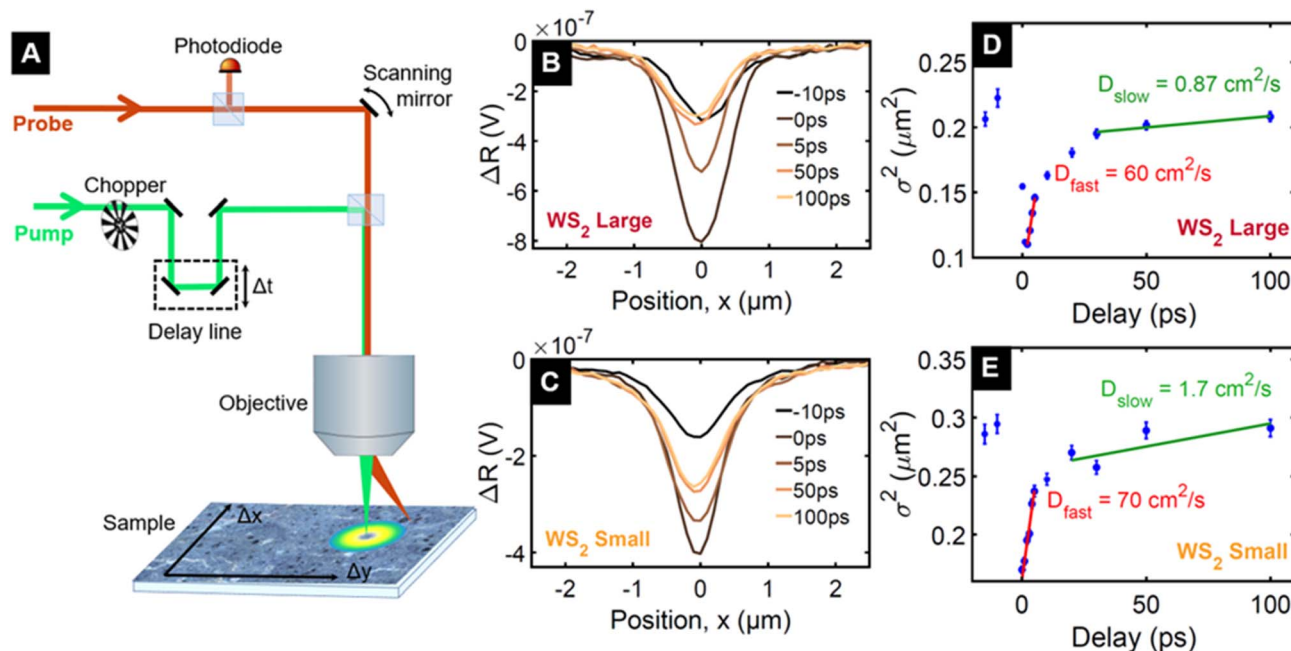 A
Photodiode
Scanning
mirror
Probe
Chopper
Pump
Δt
Delay line
Objective
Sample
Δx
Δy
B
×10⁻⁷
0
-2
-4
-6
-8
ΔR (V)
-10ps
0ps
5ps
50ps
100ps
WS₂ Large
-2 -1 0 1 2
Position, x (μm)
C
×10⁻⁷
0
-2
-4
ΔR (V)
-10ps
0ps
5ps
50ps
100ps
WS₂ Small
-2 -1 0 1 2
Position, x (μm)
D
0.25
0.2
0.15
0.1
σ² (μm²)
D_slow = 0.87 cm²/s
D_fast = 60 cm²/s
WS₂ Large
0 50 100
Delay (ps)
E
0.35
0.3
0.25
0.2
σ² (μm²)
D_slow = 1.7 cm²/s
D_fast = 70 cm²/s
WS₂ Small
0 50 100
Delay (ps)